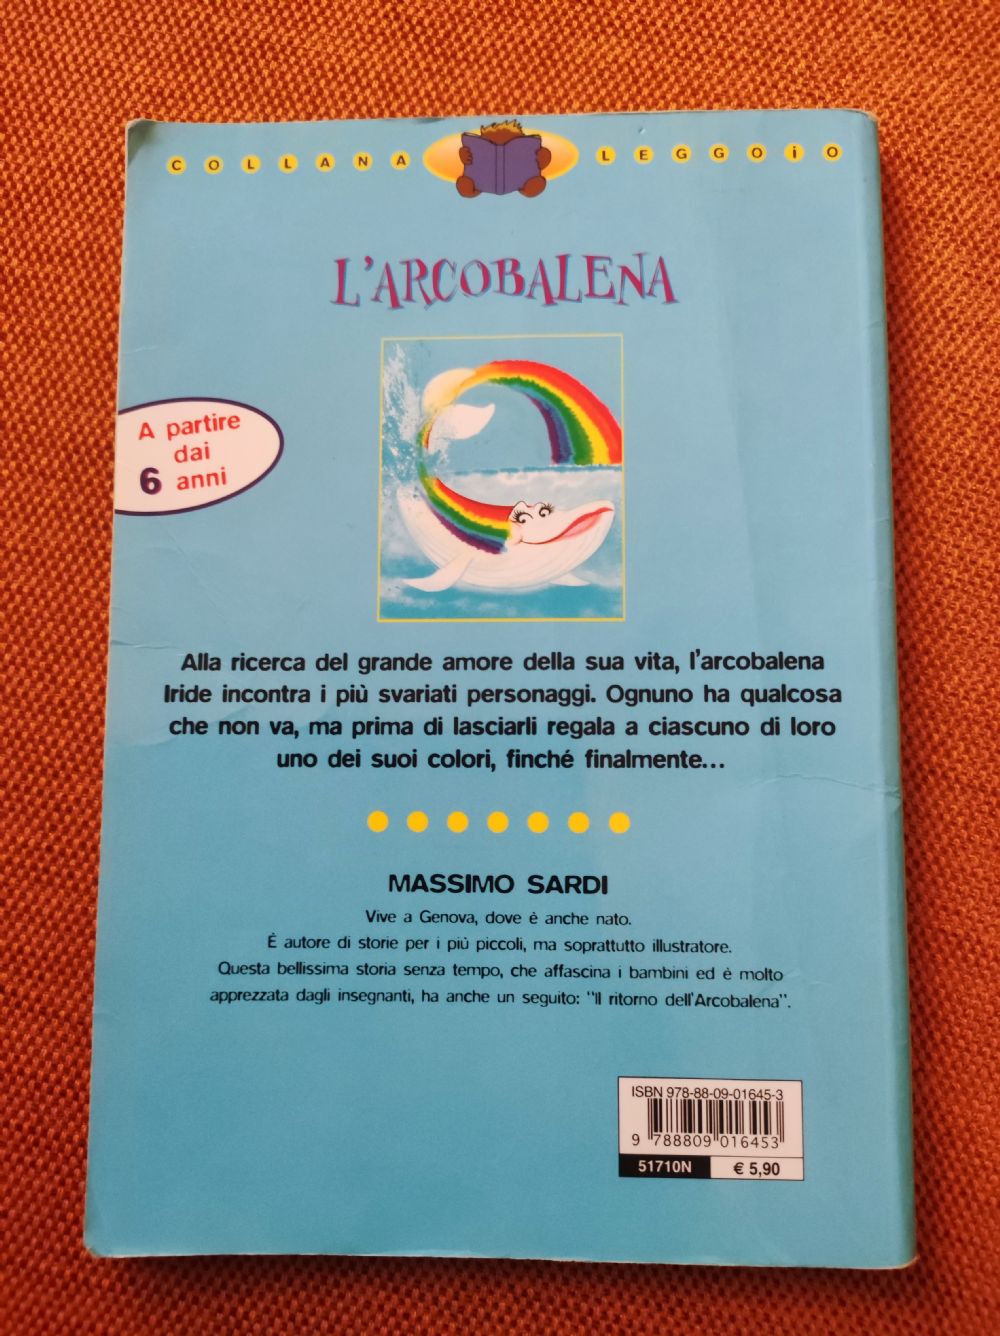 COLLANA LEGGOiO
L'ARCOBALENA
A partire
dai
6 anni
Alla ricerca del grande amore della sua vita, l'arcobalena
Iride incontra i più svariati personaggi. Ognuno ha qualcosa
che non va, ma prima di lasciarli regala a ciascuno di loro
uno dei suoi colori, finché finalmente...
MASSIMO SARDI
Vive a Genova, dove è anche nato.
È autore di storie per i più piccoli, ma soprattutto illustratore.
Questa bellissima storia senza tempo, che affascina i bambini ed è molto
apprezzata dagli insegnanti, ha anche un seguito: "Il ritorno dell'Arcobalena".
ISBN 978-88-09-01645-3
9 788809 016453
51710N € 5,90